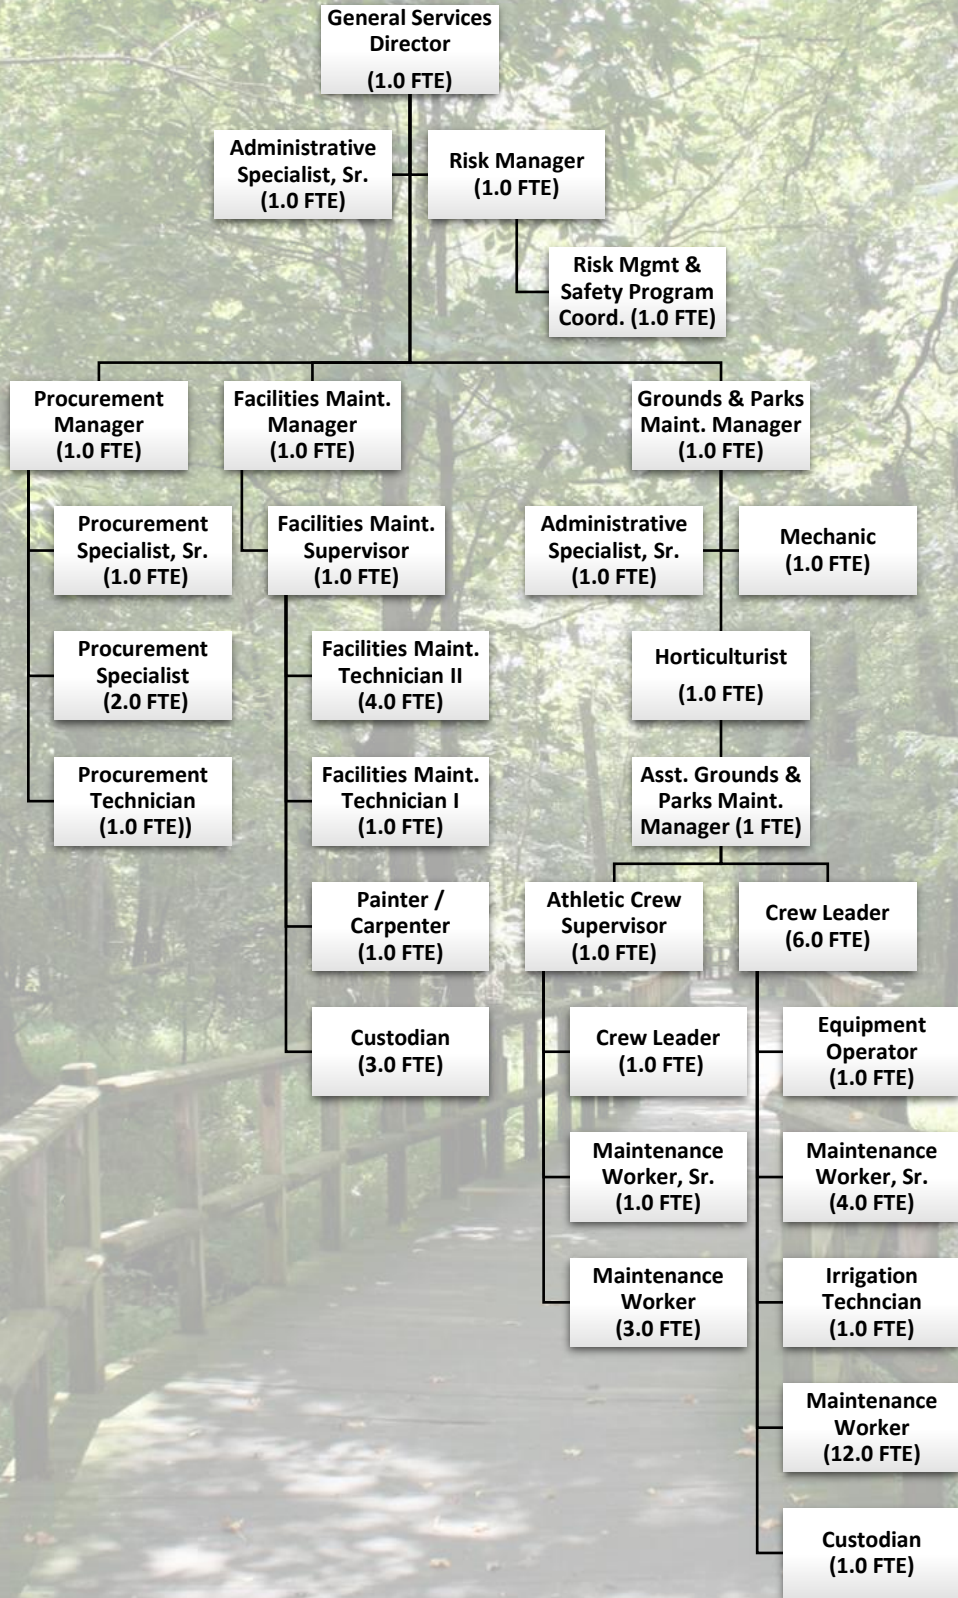 General Services
Director
(1.0 FTE)
Administrative
Specialist, Sr.
(1.0 FTE)
Risk Manager
(1.0 FTE)
Risk Mgmt &
Safety Program
Coord. (1.0 FTE)
Procurement
Manager
(1.0 FTE)
Facilities Maint.
Manager
(1.0 FTE)
Grounds & Parks
Maint. Manager
(1.0 FTE)
Procurement
Specialist, Sr.
(1.0 FTE)
Procurement
Specialist
(2.0 FTE)
Procurement
Technician
(1.0 FTE))
Facilities Maint.
Supervisor
(1.0 FTE)
Facilities Maint.
Technician II
(4.0 FTE)
Facilities Maint.
Technician I
(1.0 FTE)
Painter /
Carpenter
(1.0 FTE)
Custodian
(3.0 FTE)
Administrative
Specialist, Sr.
(1.0 FTE)
Mechanic
(1.0 FTE)
Horticulturist
(1.0 FTE)
Asst. Grounds &
Parks Maint.
Manager (1 FTE)
Athletic Crew
Supervisor
(1.0 FTE)
Crew Leader
(1.0 FTE)
Maintenance
Worker, Sr.
(1.0 FTE)
Maintenance
Worker
(3.0 FTE)
Crew Leader
(6.0 FTE)
Equipment
Operator
(1.0 FTE)
Maintenance
Worker, Sr.
(4.0 FTE)
Irrigation
Techncian
(1.0 FTE)
Maintenance
Worker
(12.0 FTE)
Custodian
(1.0 FTE)